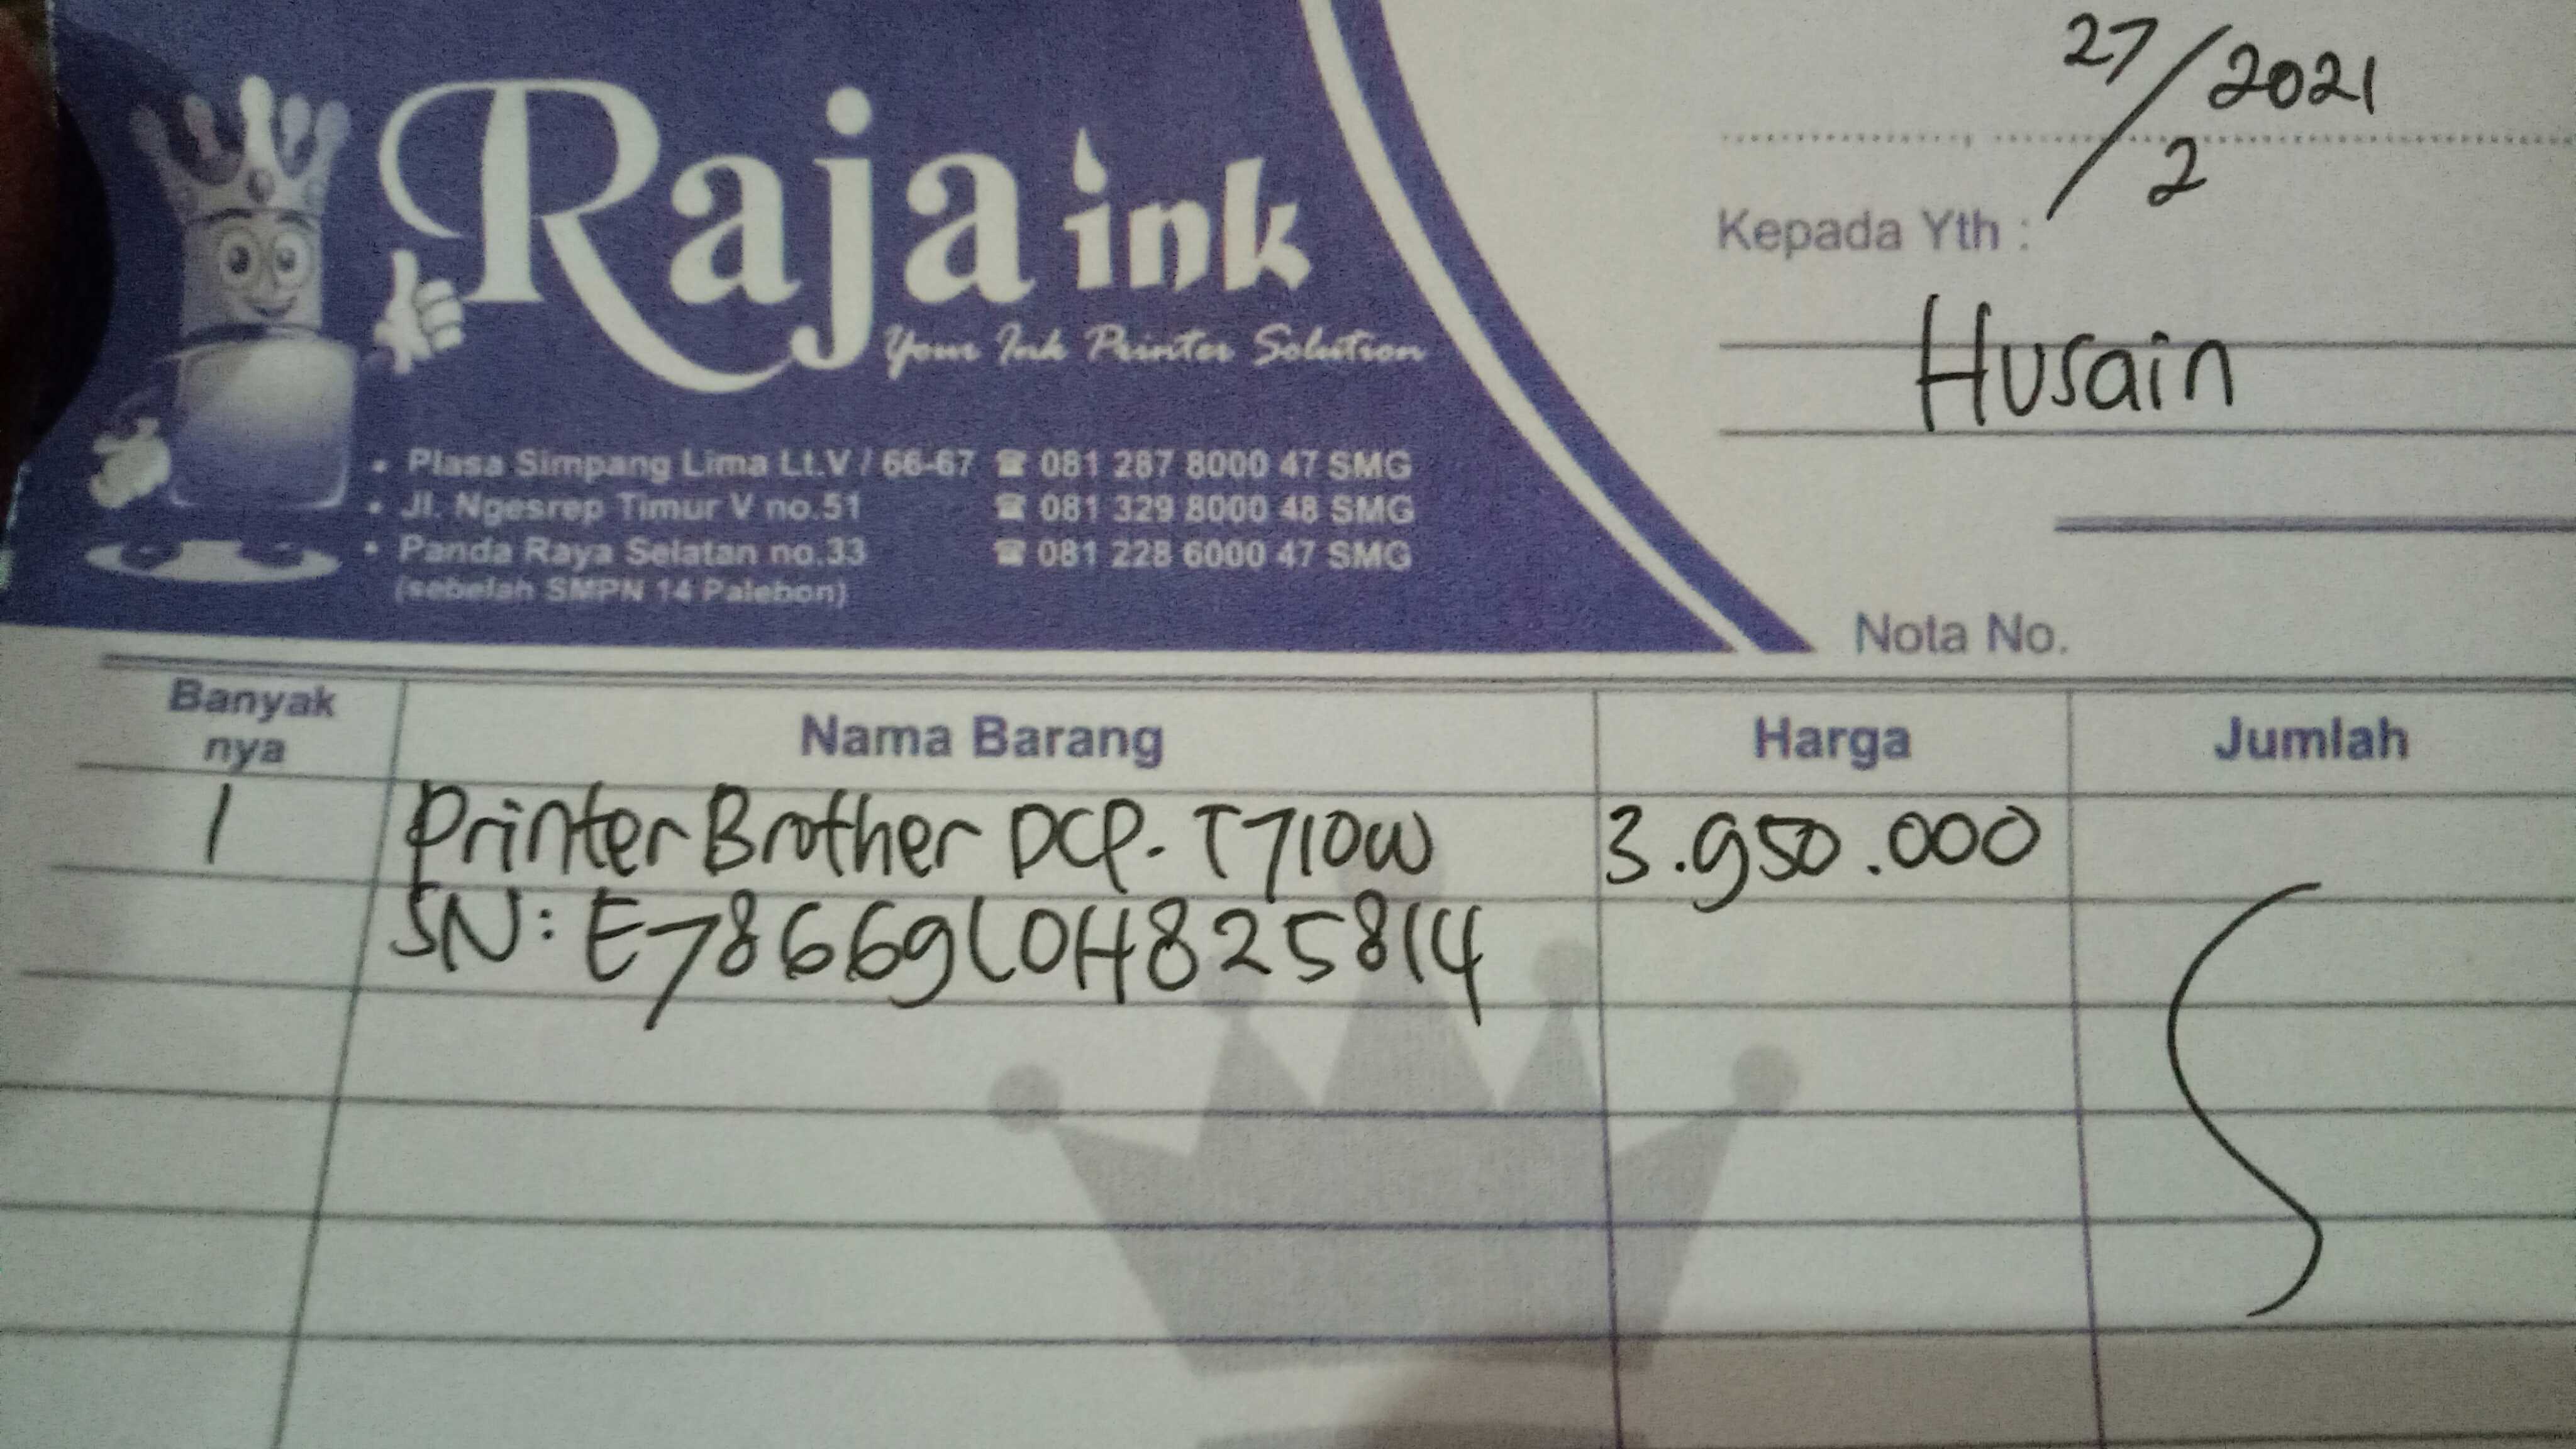 Raja ink
Your Ink Printer Solution
• Plasa Simpang Lima Lt.V / 66-67 ☎ 081 287 8000 47 SMG
• Jl. Ngesrep Timur V no.51 ☎ 081 329 8000 48 SMG
• Panda Raya Selatan no.33 ☎ 081 228 6000 47 SMG
(sebelah SMPN 14 Palebon)
27/2 2021
Kepada Yth :
Husain
Nota No.
Banyak nya Nama Barang Harga Jumlah
1 Printer Brother DCP-T710W 3.950.000
SN: E78669L0H825814